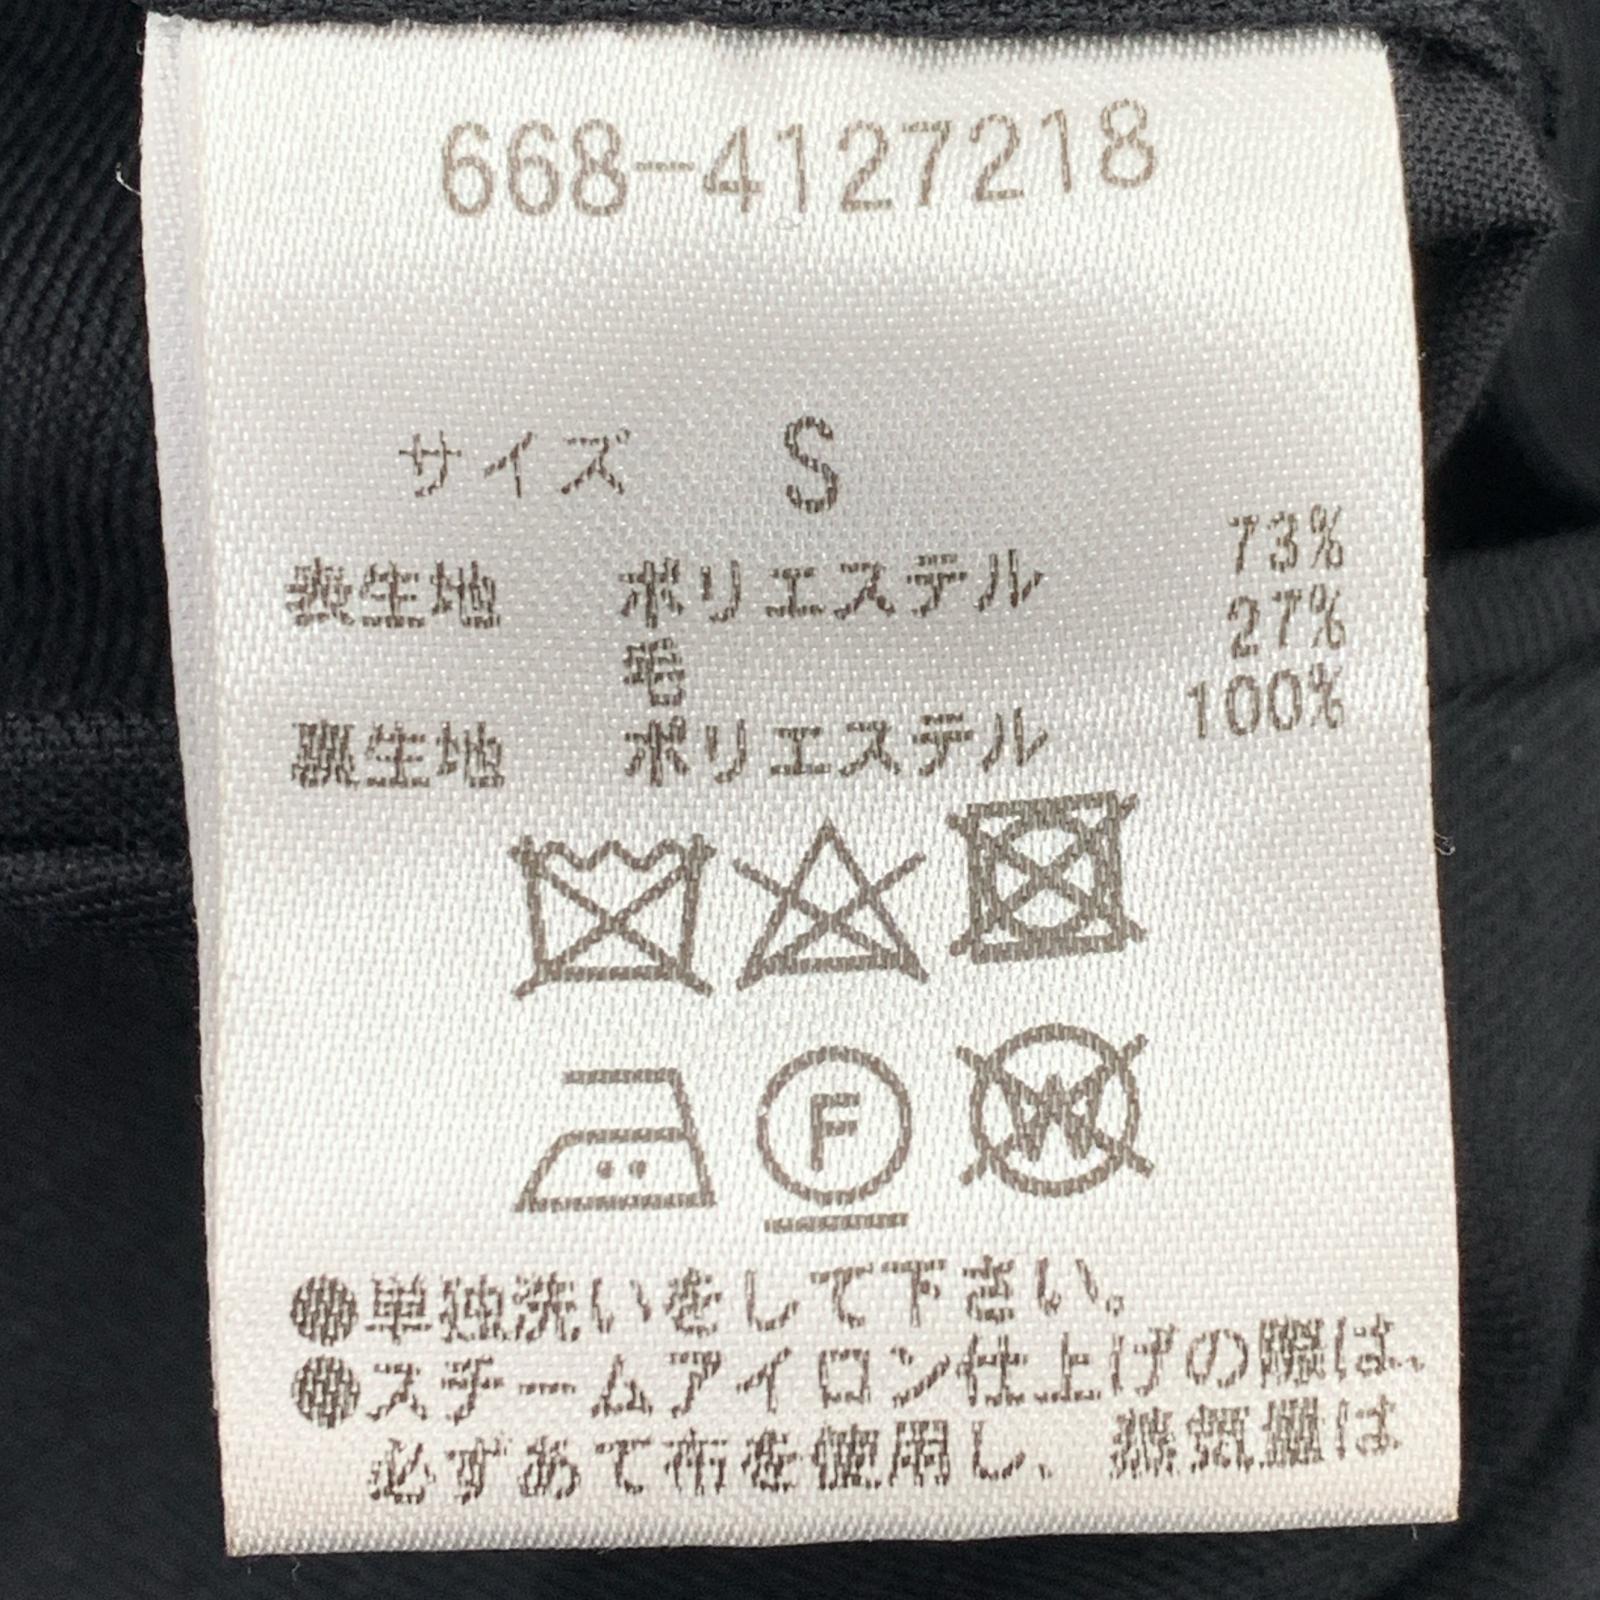 668-4127218
サイズ S
表生地 ポリエステル 73%
毛 27%
裏生地 ポリエステル 100%
F
W
●単独洗いをして下さい。
●スチームアイロン仕上げの際は、
必ずあて布を使用し、蒸気量は